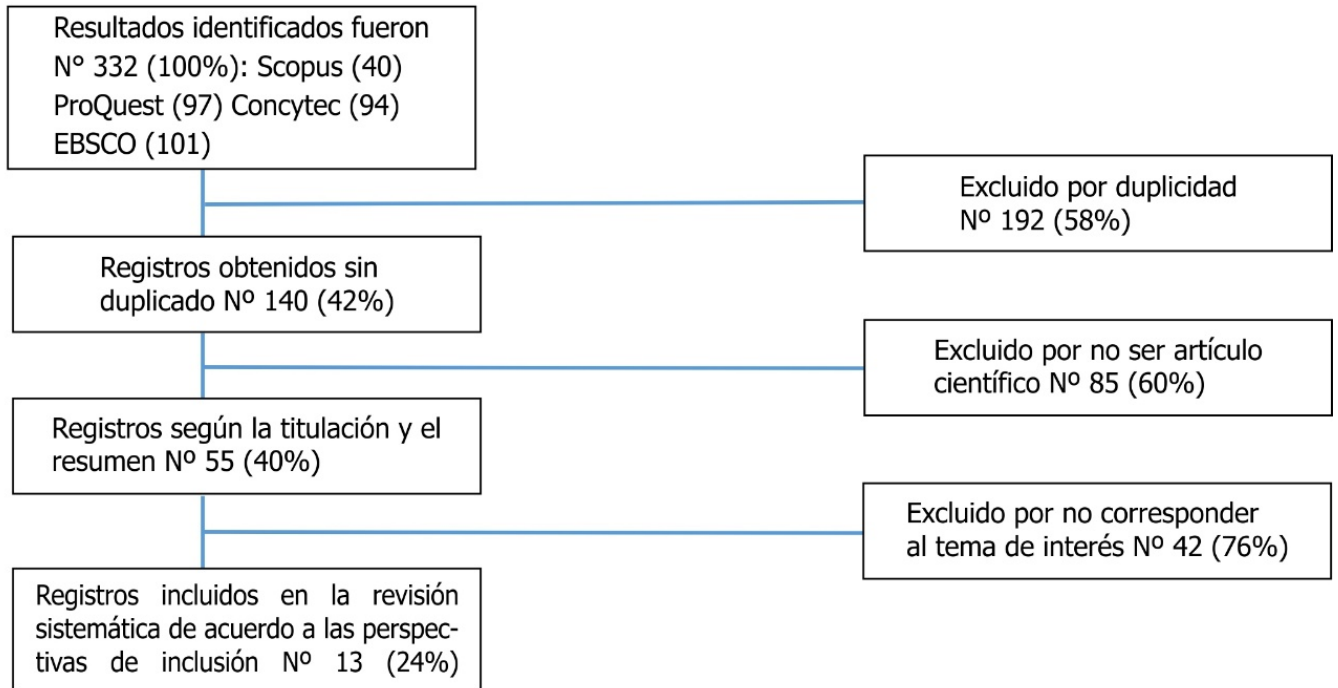 Resultados identificados fueron
N° 332 (100%): Scopus (40)
ProQuest (97) Concytec (94)
EBSCO (101)
Excluido por duplicidad
Nº 192 (58%)
Registros obtenidos sin
duplicado Nº 140 (42%)
Excluido por no ser artículo
científico Nº 85 (60%)
Registros según la titulación y el
resumen Nº 55 (40%)
Excluido por no corresponder
al tema de interés Nº 42 (76%)
Registros incluidos en la revisión
sistemática de acuerdo a las perspec-
tivas de inclusión Nº 13 (24%)